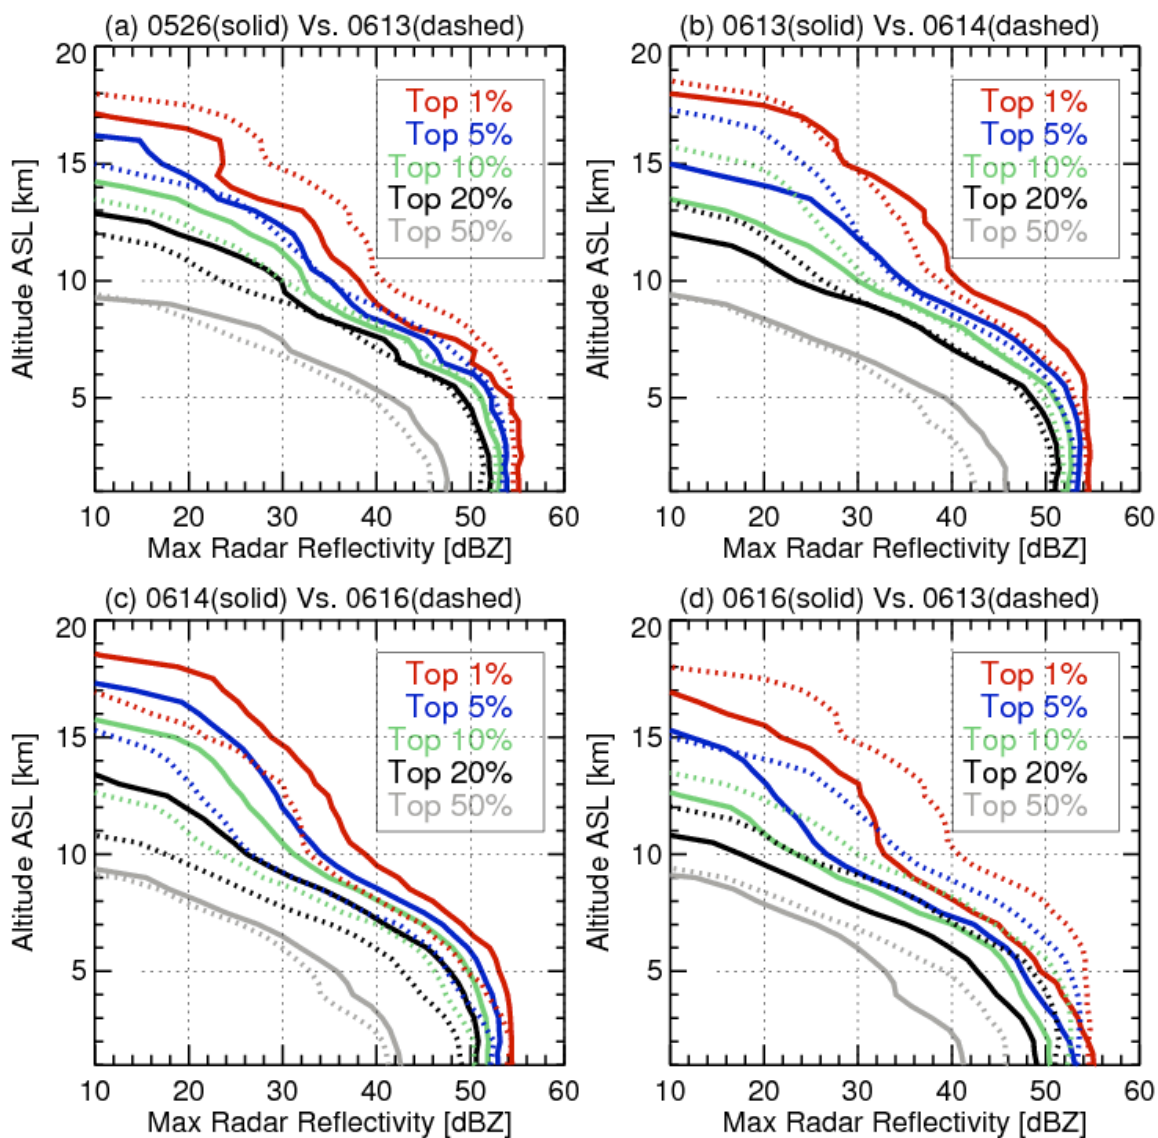 (a) 0526(solid) Vs. 0613(dashed)
20
15
10
5
Altitude ASL [km]
Top 1%
Top 5%
Top 10%
Top 20%
Top 50%
10 20 30 40 50 60
Max Radar Reflectivity [dBZ]
(b) 0613(solid) Vs. 0614(dashed)
20
15
10
5
Altitude ASL [km]
Top 1%
Top 5%
Top 10%
Top 20%
Top 50%
10 20 30 40 50 60
Max Radar Reflectivity [dBZ]
(c) 0614(solid) Vs. 0616(dashed)
20
15
10
5
Altitude ASL [km]
Top 1%
Top 5%
Top 10%
Top 20%
Top 50%
10 20 30 40 50 60
Max Radar Reflectivity [dBZ]
(d) 0616(solid) Vs. 0613(dashed)
20
15
10
5
Altitude ASL [km]
Top 1%
Top 5%
Top 10%
Top 20%
Top 50%
10 20 30 40 50 60
Max Radar Reflectivity [dBZ]